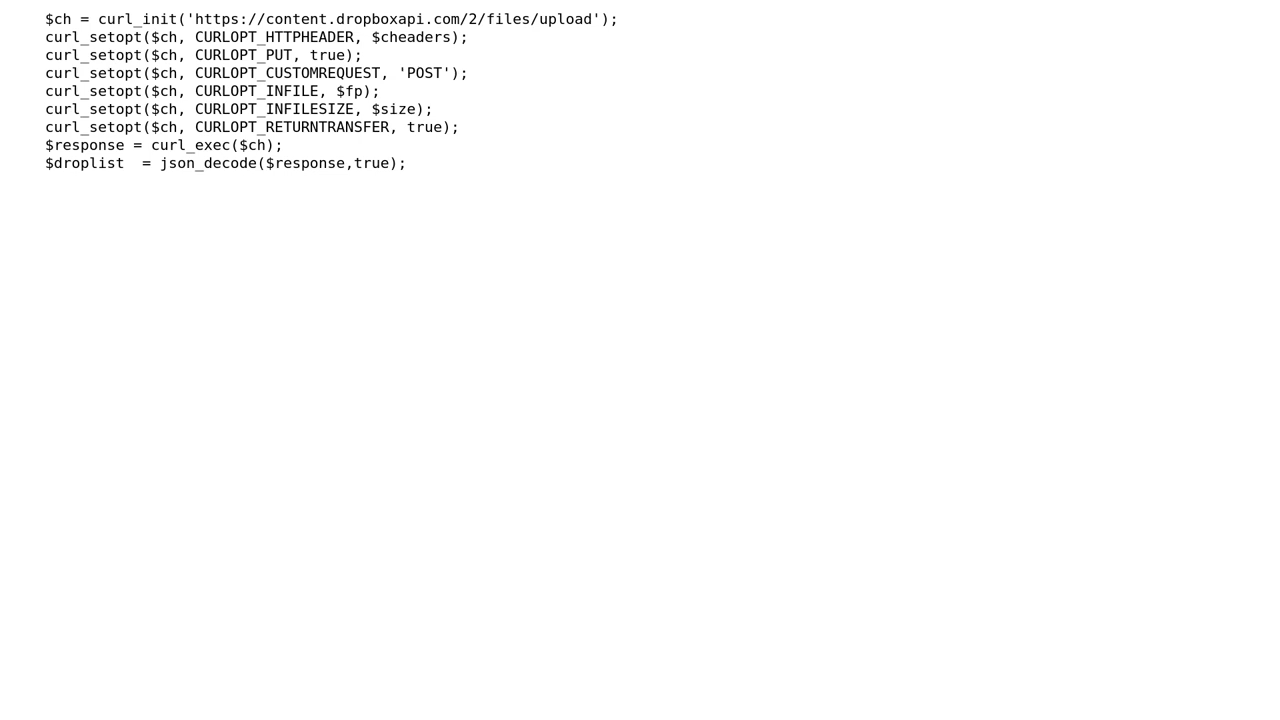 $ch = curl_init('https://content.dropboxapi.com/2/files/upload');
curl_setopt($ch, CURLOPT_HTTPHEADER, $cheaders);
curl_setopt($ch, CURLOPT_PUT, true);
curl_setopt($ch, CURLOPT_CUSTOMREQUEST, 'POST');
curl_setopt($ch, CURLOPT_INFILE, $fp);
curl_setopt($ch, CURLOPT_INFILESIZE, $size);
curl_setopt($ch, CURLOPT_RETURNTRANSFER, true);
$response = curl_exec($ch);
$droplist  = json_decode($response,true);